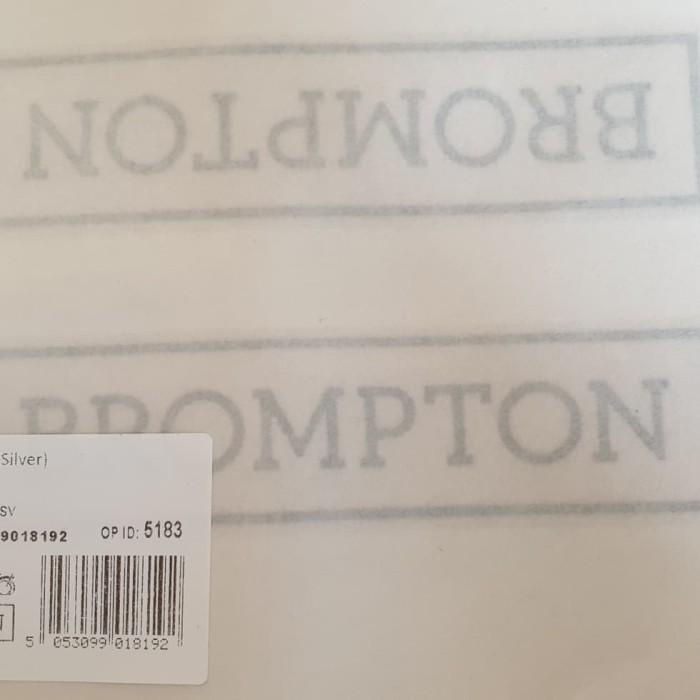 BROMPTON
BROMPTON
Silver)
SV
9018192 OP ID: 5183
5 053099 018192